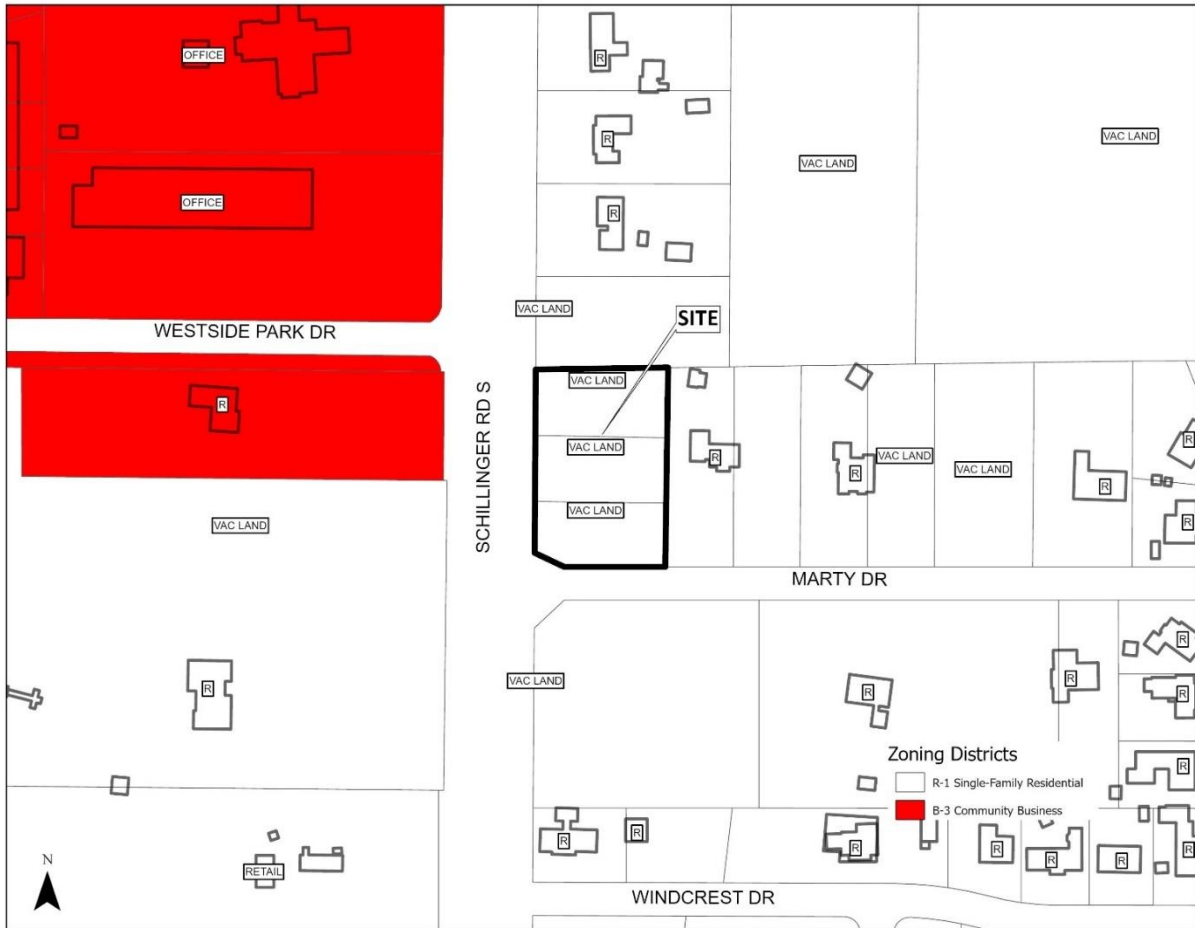 OFFICE
R
VAC LAND
VAC LAND
R
OFFICE
R
VAC LAND
SITE
WESTSIDE PARK DR
VAC LAND
SCHILLINGER RD S
R
VAC LAND
VAC LAND
R
R
VAC LAND
VAC LAND
R
R
VAC LAND
VAC LAND
R
MARTY DR
R
R
VAC LAND
R
R
R
Zoning Districts
R-1 Single-Family Residential
B-3 Community Business
R
R
R
R
R
R
R
R
N
RETAIL
WINDCREST DR